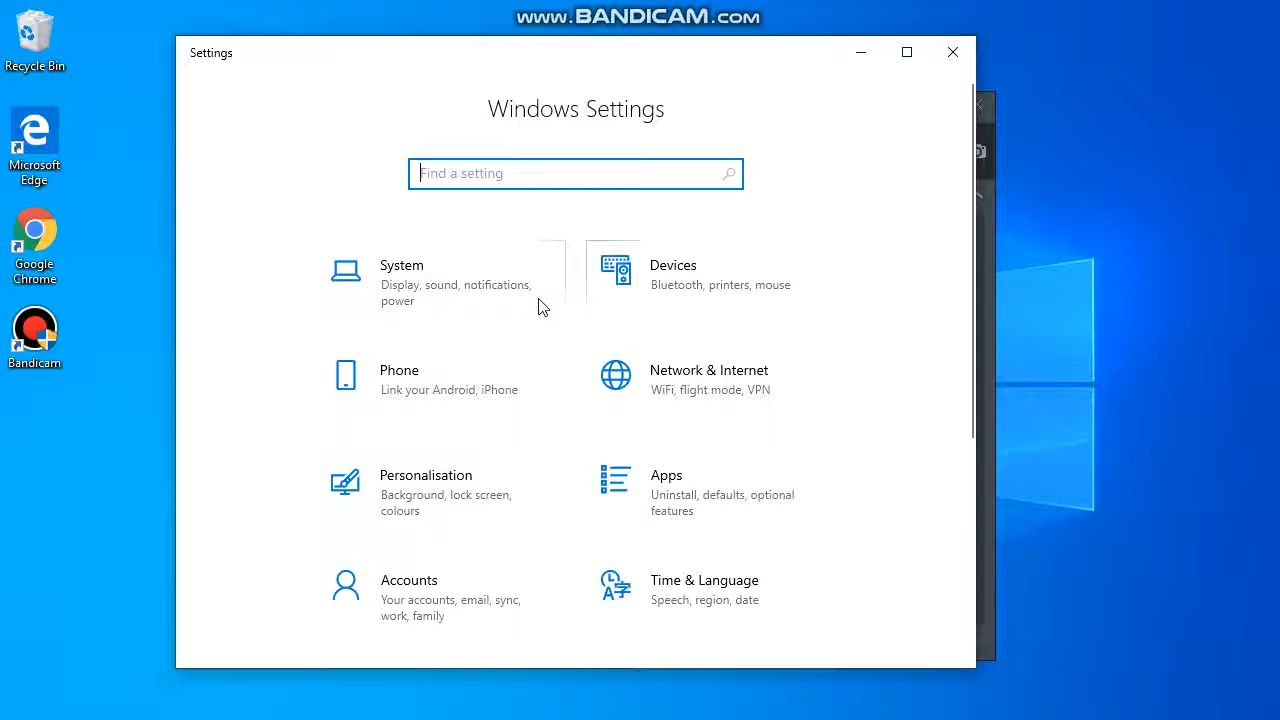 www.BANDICAM.com
Recycle Bin
Microsoft
Edge
Google
Chrome
Bandicam
Settings
Windows Settings
Find a setting
System
Display, sound, notifications,
power
Devices
Bluetooth, printers, mouse
Phone
Link your Android, iPhone
Network & Internet
WiFi, flight mode, VPN
Personalisation
Background, lock screen,
colours
Apps
Uninstall, defaults, optional
features
Accounts
Your accounts, email, sync,
work, family
Time & Language
Speech, region, date